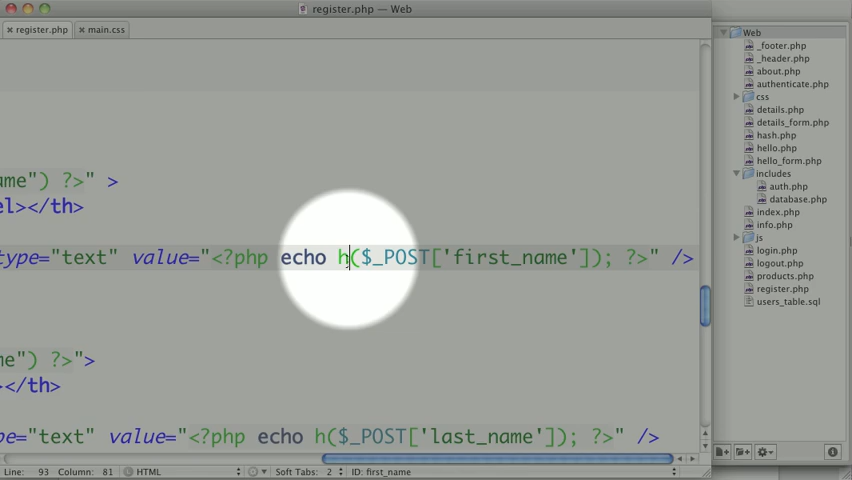 register.php — Web
register.php
main.css
ame") ?>" >
el></th>
type="text" value="<?php echo h($_POST['first_name']); ?>" />
me") ?>">
></th>
pe="text" value="<?php echo h($_POST['last_name']); ?>" />
Line: 93 Column: 81 HTML Soft Tabs: 2 ID: first_name
Web
_footer.php
_header.php
about.php
authenticate.php
css
details.php
details_form.php
hash.php
hello.php
hello_form.php
includes
auth.php
database.php
index.php
info.php
js
login.php
logout.php
products.php
register.php
users_table.sql